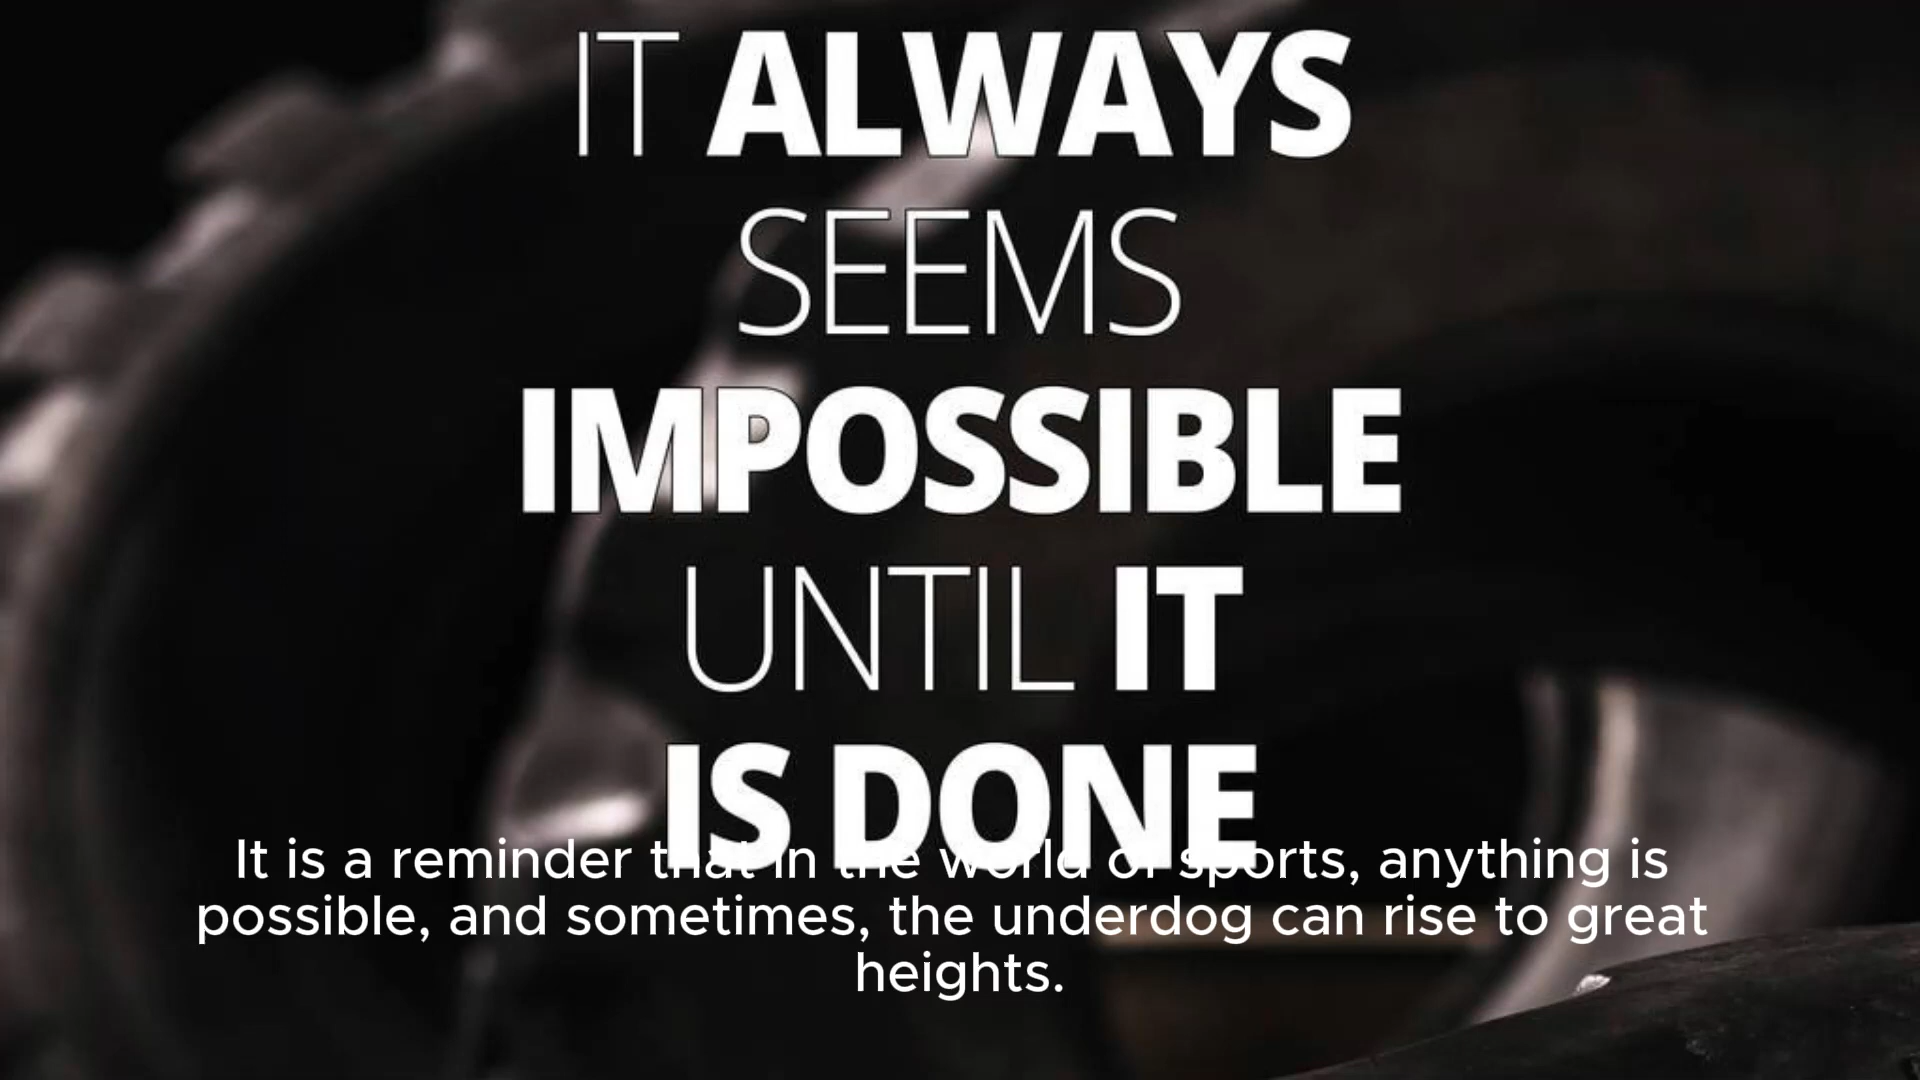 IT ALWAYS
SEEMS
IMPOSSIBLE
UNTIL IT
IS DONE
It is a reminder that in the world of sports, anything is
possible, and sometimes, the underdog can rise to great
heights.